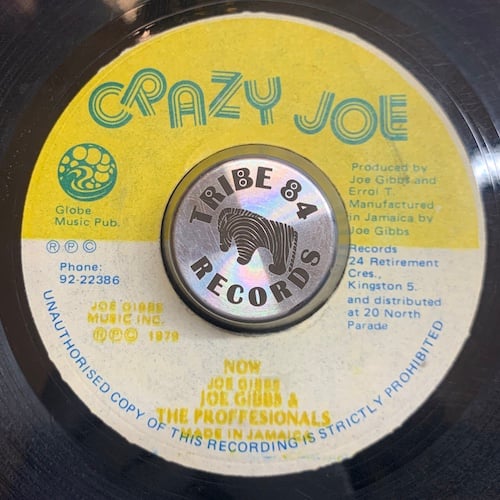 CRAZY JOE
Globe
Music Pub.
Ⓡ Ⓟ Ⓒ
Phone:
92-22386
JOE GIBBS
MUSIC INC.
Ⓡ Ⓟ Ⓒ 1979
TRIBE 84
RECORDS
Produced by
Joe Gibbs and
Errol T.
Manufactured
in Jamaica by
Joe Gibbs
Records
24 Retirement
Cres.,
Kingston 5.
and distributed
at 20 North
Parade
NOW
JOE GIBBS
JOE GIBBS &
THE PROFFESIONALS
MADE IN JAMAICA
UNAUTHORISED COPY OF THIS RECORDING IS STRICTLY PROHIBITED